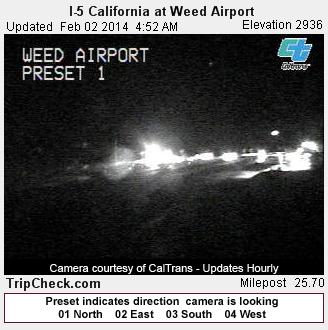 I-5 California at Weed Airport
Updated Feb 02 2014 4:52 AM Elevation 2936
WEED AIRPORT
PRESET 1
Ct
Caltrans
Camera courtesy of CalTrans - Updates Hourly
TripCheck.com Milepost 25.70
Preset indicates direction camera is looking
01 North 02 East 03 South 04 West